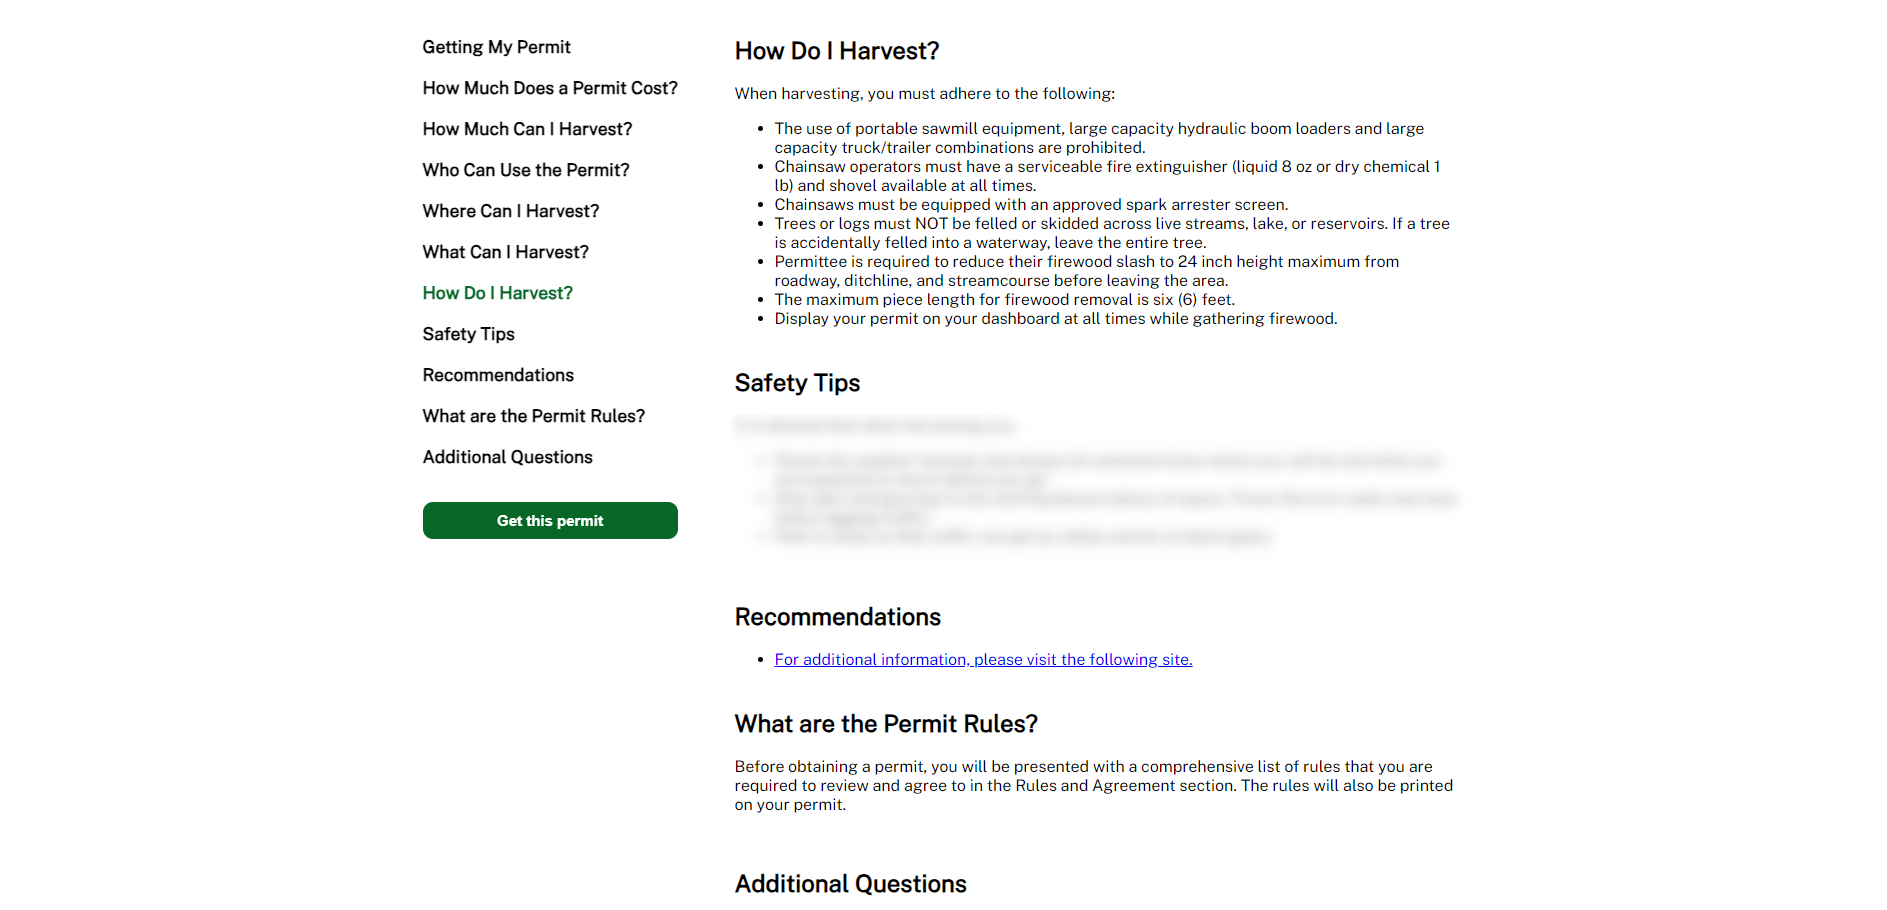 Getting My Permit
How Much Does a Permit Cost?
How Much Can I Harvest?
Who Can Use the Permit?
Where Can I Harvest?
What Can I Harvest?
How Do I Harvest?
Safety Tips
Recommendations
What are the Permit Rules?
Additional Questions
Get this permit
How Do I Harvest?
When harvesting, you must adhere to the following:
• The use of portable sawmill equipment, large capacity hydraulic boom loaders and large
capacity truck/trailer combinations are prohibited.
• Chainsaw operators must have a serviceable fire extinguisher (liquid 8 oz or dry chemical 1
lb) and shovel available at all times.
• Chainsaws must be equipped with an approved spark arrester screen.
• Trees or logs must NOT be felled or skidded across live streams, lake, or reservoirs. If a tree
is accidentally felled into a waterway, leave the entire tree.
• Permittee is required to reduce their firewood slash to 24 inch height maximum from
roadway, ditchline, and streamcourse before leaving the area.
• The maximum piece length for firewood removal is six (6) feet.
• Display your permit on your dashboard at all times while gathering firewood.
Safety Tips
Recommendations
• For additional information, please visit the following site.
What are the Permit Rules?
Before obtaining a permit, you will be presented with a comprehensive list of rules that you are
required to review and agree to in the Rules and Agreement section. The rules will also be printed
on your permit.
Additional Questions